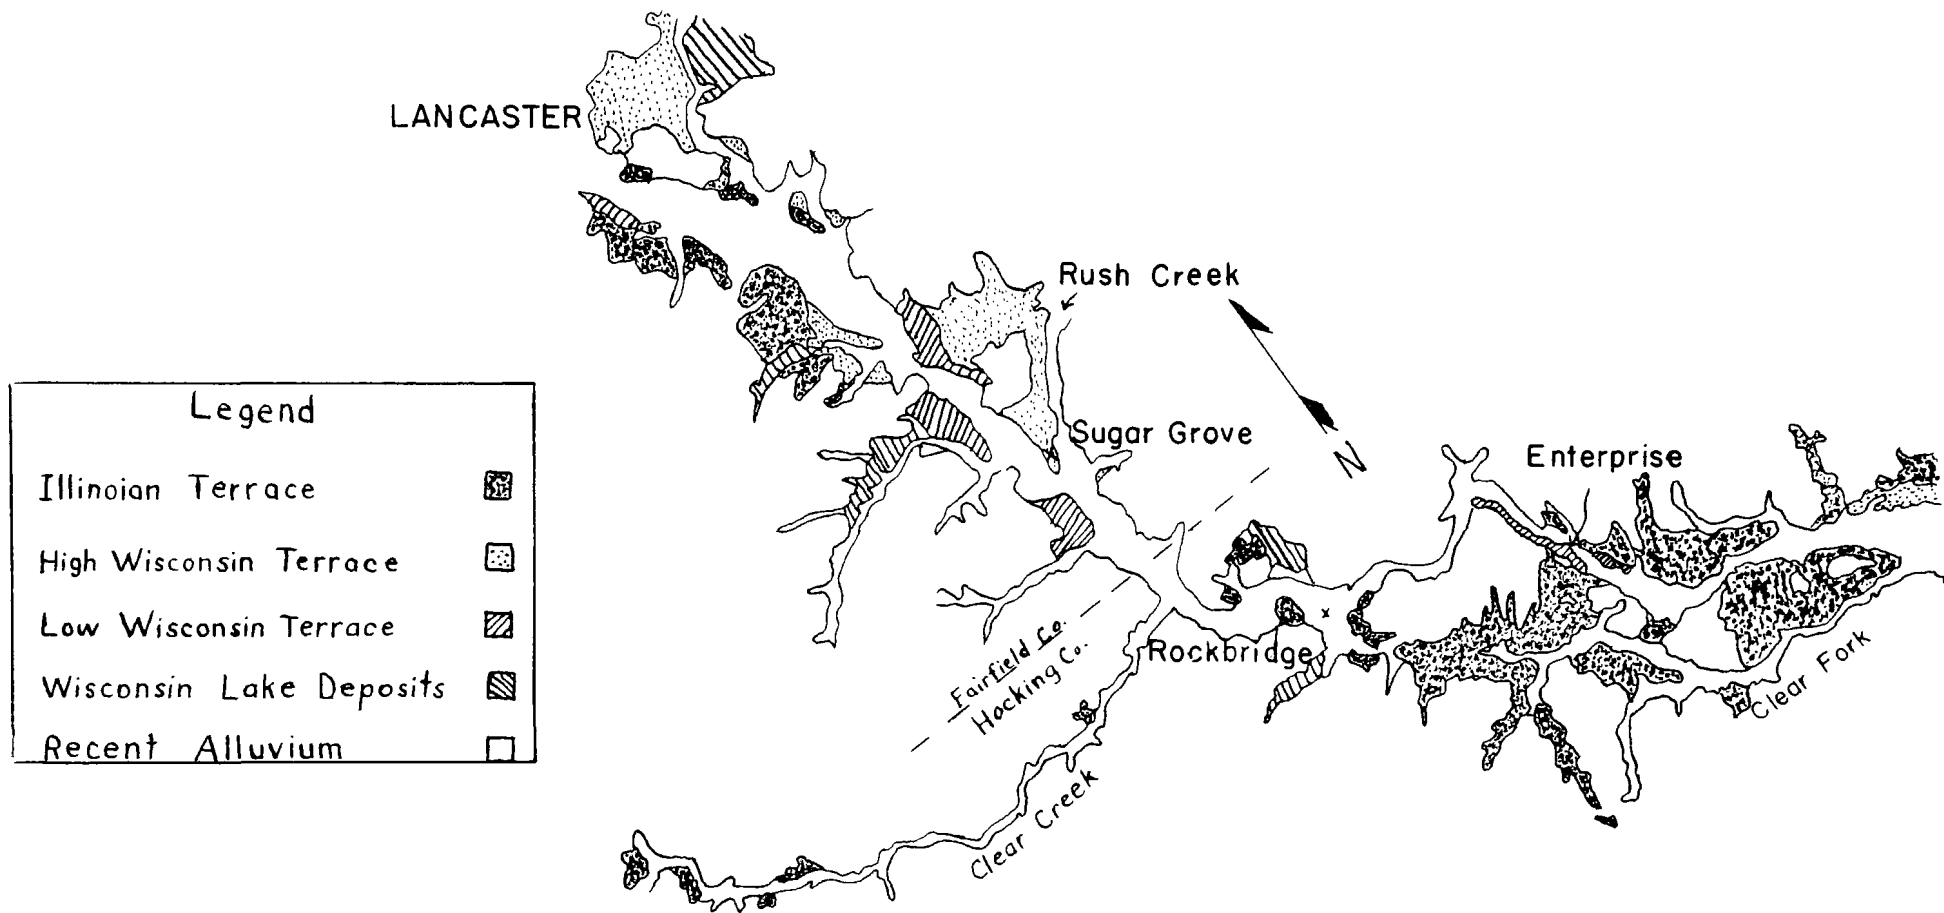 LANCASTER
Rush Creek
Legend
Illinoian Terrace
High Wisconsin Terrace
Low Wisconsin Terrace
Wisconsin Lake Deposits
Recent Alluvium
Sugar Grove
N
Enterprise
Fairfield Co.
Hocking Co.
Rockbridge
x
Clear Fork
Clear Creek